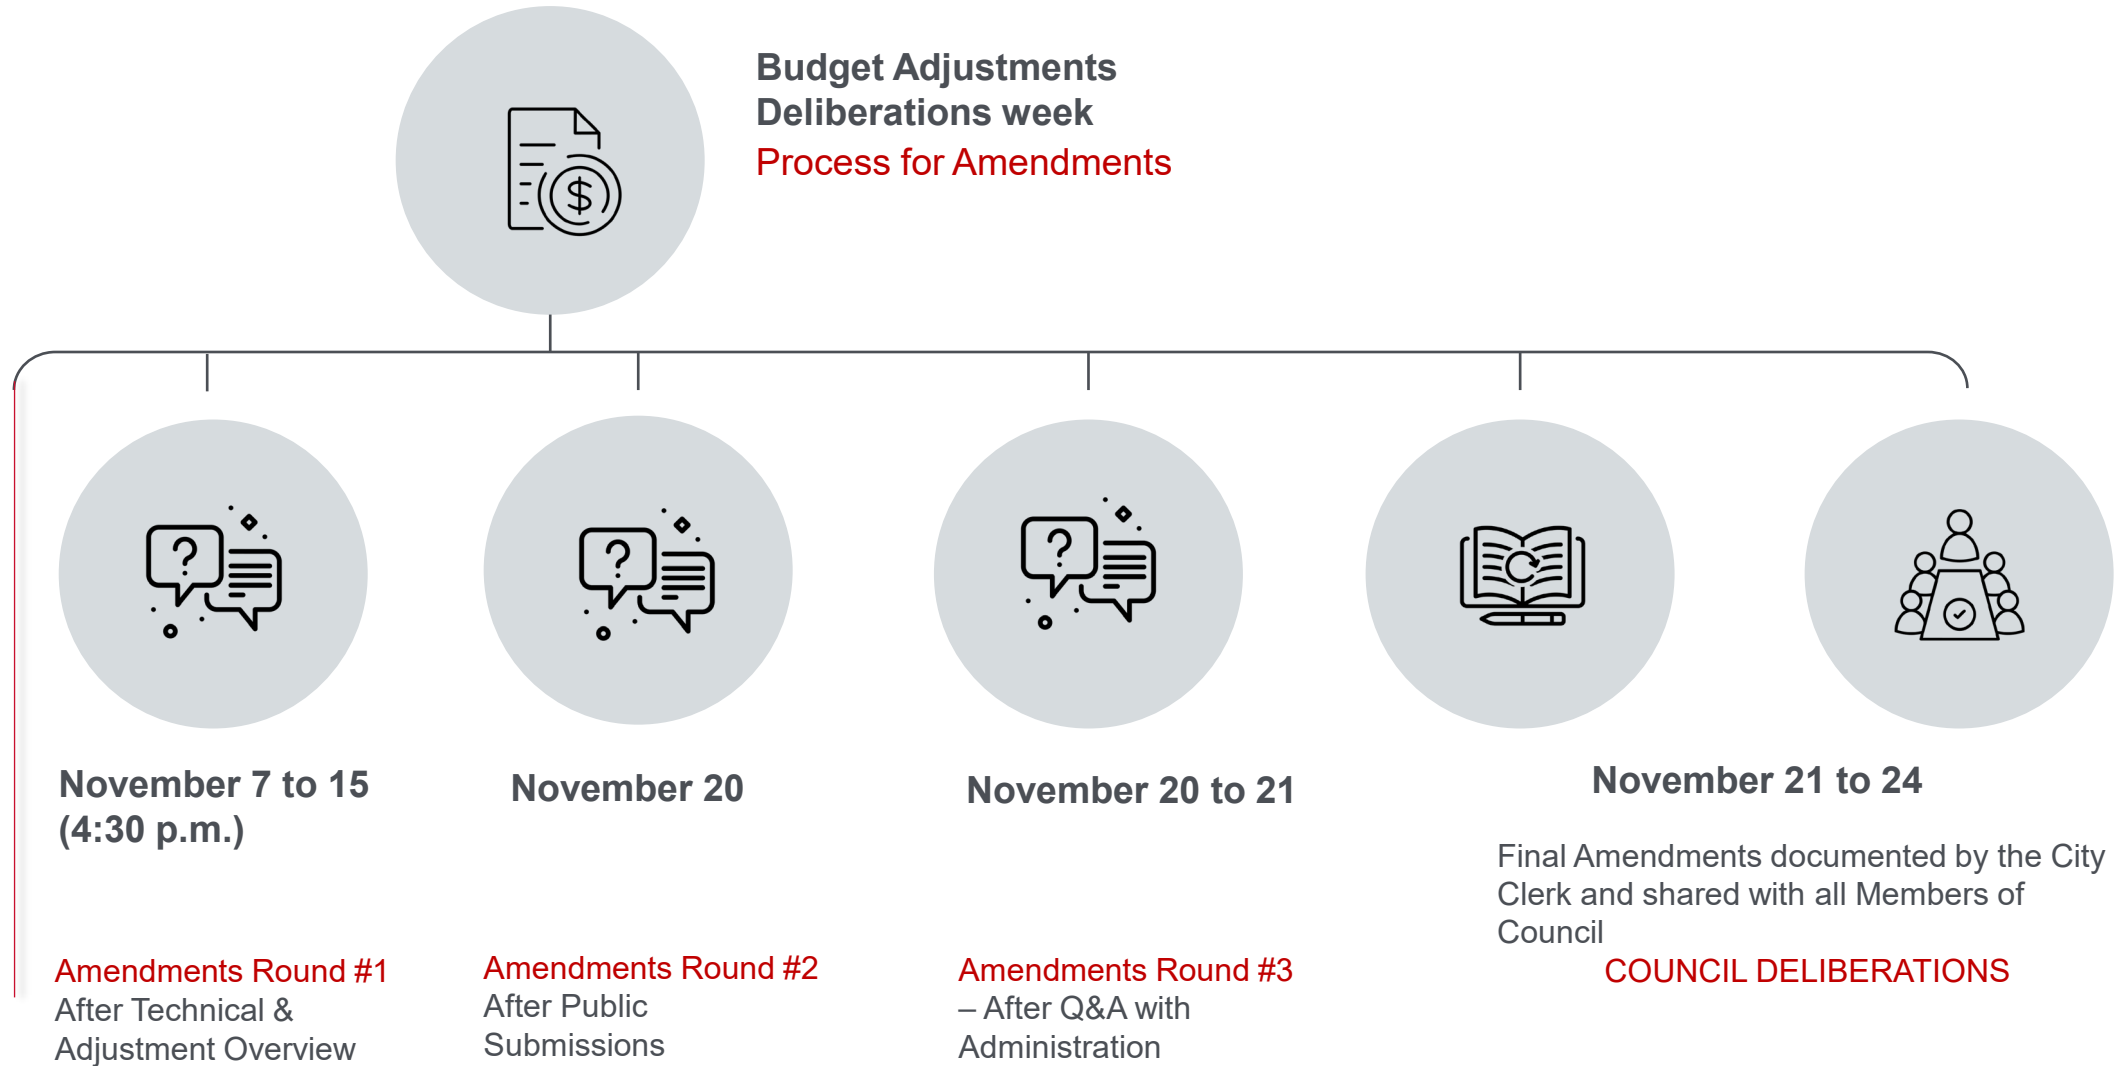 Budget Adjustments
Deliberations week
Process for Amendments
$
?
?
?
November 7 to 15
(4:30 p.m.)
Amendments Round #1
After Technical &
Adjustment Overview
November 20
Amendments Round #2
After Public
Submissions
November 20 to 21
Amendments Round #3
– After Q&A with
Administration
November 21 to 24
Final Amendments documented by the City
Clerk and shared with all Members of
Council
COUNCIL DELIBERATIONS